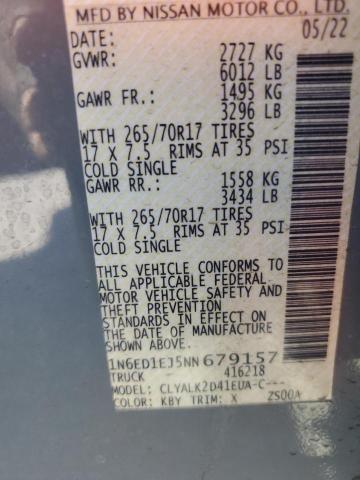 MFD BY NISSAN MOTOR CO., LTD.
DATE: 05/22
GVWR: 2727 KG
6012 LB
GAWR FR.: 1495 KG
3296 LB
WITH 265/70R17 TIRES
17 X 7.5 RIMS AT 35 PSI
COLD SINGLE
GAWR RR.: 1558 KG
3434 LB
WITH 265/70R17 TIRES
17 X 7.5 RIMS AT 35 PSI
COLD SINGLE
THIS VEHICLE CONFORMS TO
ALL APPLICABLE FEDERAL
MOTOR VEHICLE SAFETY AND
THEFT PREVENTION
STANDARDS IN EFFECT
ON THE DATE OF MANUFACTURE
SHOWN ABOVE.
1N6ED1EJ5NN679157
TRUCK 416218
MODEL: CLYALK2D41EUA-C---
COLOR: KBY TRIM: X ZS00A